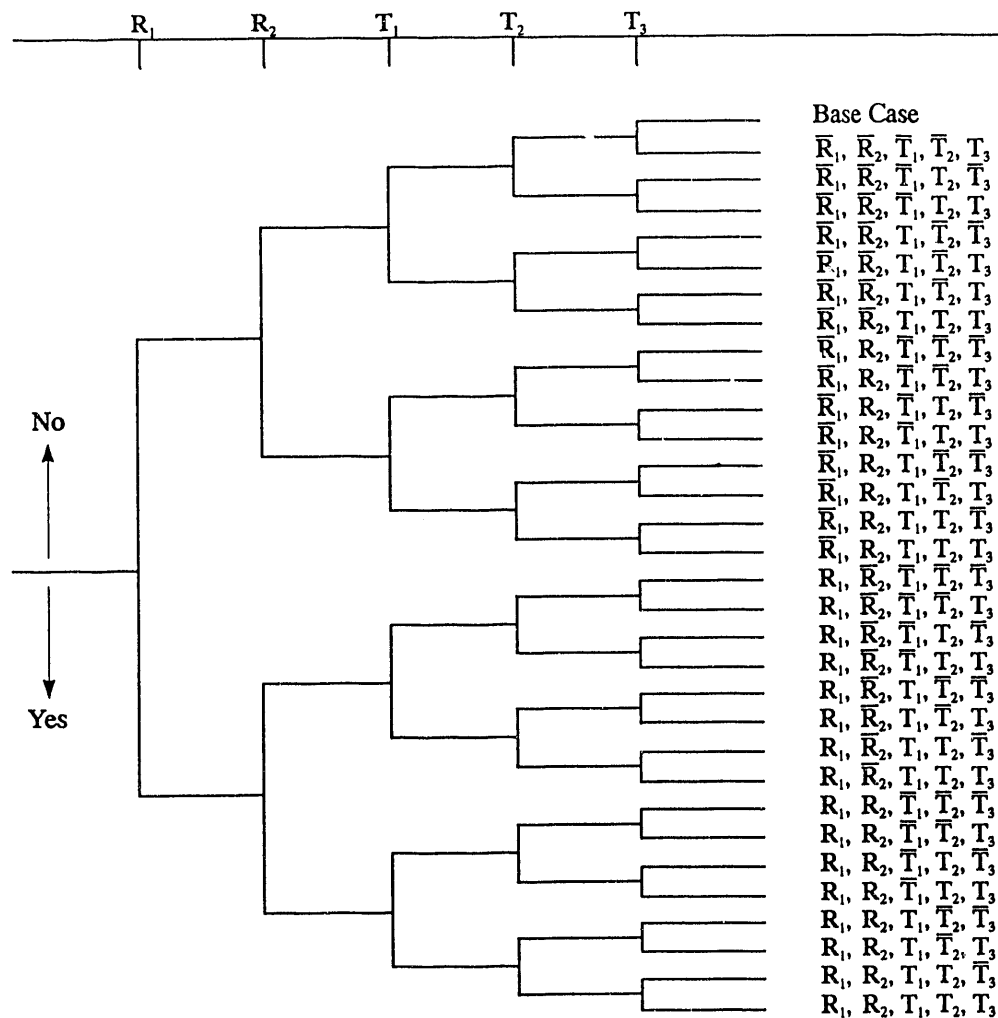 R₁ R₂ T₁ T₂ T₃
Base Case
R̅₁, R̅₂, T̅₁, T̅₂, T₃
R̅₁, R̅₂, T̅₁, T₂, T̅₃
R̅₁, R̅₂, T̅₁, T₂, T₃
R̅₁, R̅₂, T₁, T̅₂, T̅₃
R̅₁, R̅₂, T₁, T̅₂, T₃
R̅₁, R̅₂, T₁, T̅₂, T₃
R̅₁, R̅₂, T₁, T₂, T₃
R̅₁, R₂, T̅₁, T̅₂, T̅₃
R̅₁, R₂, T̅₁, T̅₂, T₃
R̅₁, R₂, T̅₁, T₂, T̅₃
No
R̅₁, R₂, T̅₁, T₂, T₃
R̅₁, R₂, T₁, T̅₂, T̅₃
R̅₁, R₂, T₁, T̅₂, T₃
R̅₁, R₂, T₁, T₂, T̅₃
R̅₁, R₂, T₁, T₂, T₃
R₁, R̅₂, T̅₁, T̅₂, T̅₃
R₁, R̅₂, T̅₁, T̅₂, T₃
R₁, R̅₂, T̅₁, T₂, T̅₃
R₁, R̅₂, T̅₁, T₂, T₃
R₁, R̅₂, T₁, T̅₂, T̅₃
Yes
R₁, R̅₂, T₁, T̅₂, T₃
R₁, R̅₂, T₁, T₂, T̅₃
R₁, R̅₂, T₁, T₂, T₃
R₁, R₂, T̅₁, T̅₂, T̅₃
R₁, R₂, T̅₁, T̅₂, T₃
R₁, R₂, T̅₁, T₂, T̅₃
R₁, R₂, T̅₁, T₂, T₃
R₁, R₂, T₁, T̅₂, T̅₃
R₁, R₂, T₁, T̅₂, T₃
R₁, R₂, T₁, T₂, T̅₃
R₁, R₂, T₁, T₂, T₃